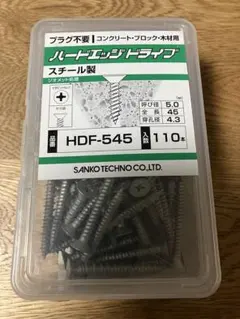 プラグ不要 コンクリート・ブロック・木材用
ハードエッジドライブ
スチール製
ジオメット処理
呼び径 5.0
全長 45
穿孔径 4.3
品番 HDF-545 入数 110本
SANKO TECHNO CO.,LTD.